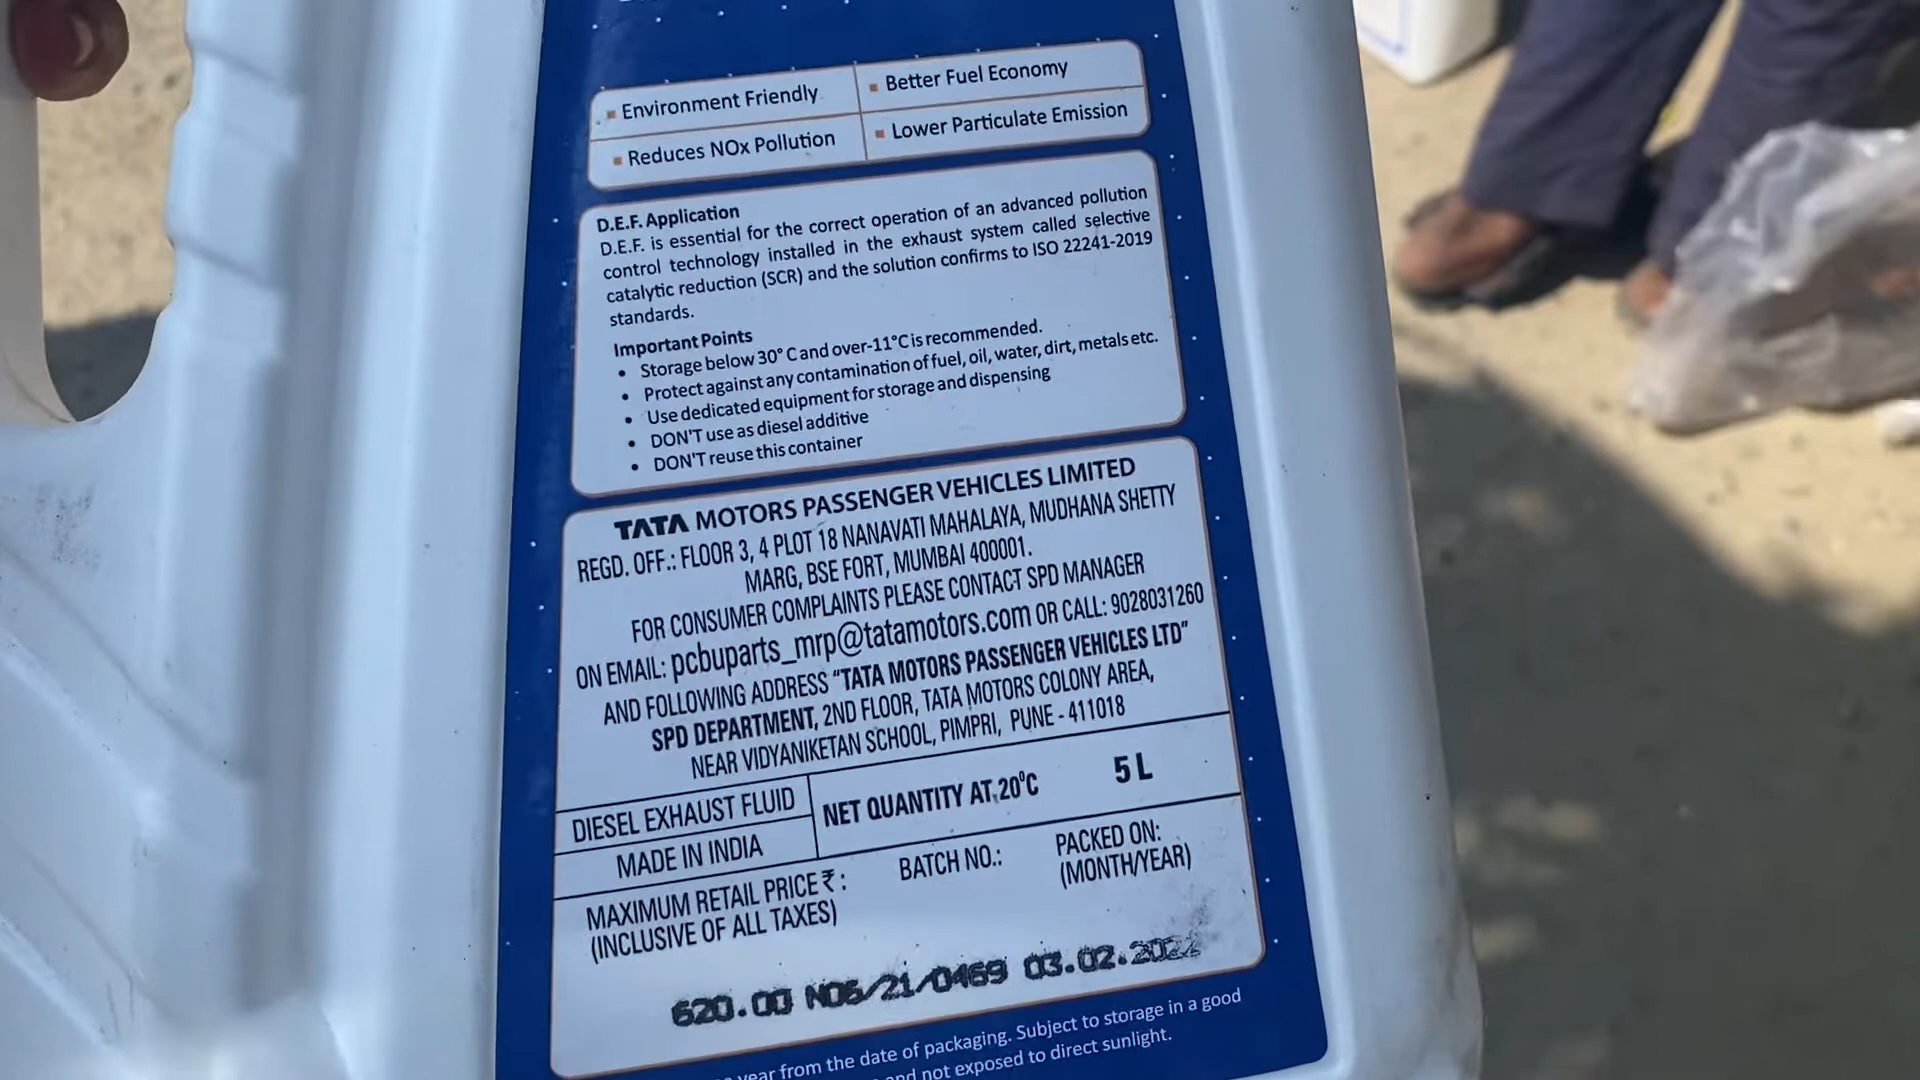 Environment Friendly
Better Fuel Economy
Reduces NOx Pollution
Lower Particulate Emission
D.E.F. Application
D.E.F. is essential for the correct operation of an advanced pollution
control technology installed in the exhaust system called selective
catalytic reduction (SCR) and the solution confirms to ISO 22241-2019
standards.
Important Points
• Storage below 30° C and over-11°C is recommended.
• Protect against any contamination of fuel, oil, water, dirt, metals etc.
• Use dedicated equipment for storage and dispensing
• DON'T use as diesel additive
• DON'T reuse this container
TATA MOTORS PASSENGER VEHICLES LIMITED
REGD. OFF.: FLOOR 3, 4 PLOT 18 NANAVATI MAHALAYA, MUDHANA SHETTY
MARG, BSE FORT, MUMBAI 400001.
FOR CONSUMER COMPLAINTS PLEASE CONTACT SPD MANAGER
ON EMAIL: pcbuparts_mrp@tatamotors.com OR CALL: 9028031260
AND FOLLOWING ADDRESS "TATA MOTORS PASSENGER VEHICLES LTD"
SPD DEPARTMENT, 2ND FLOOR, TATA MOTORS COLONY AREA,
NEAR VIDYANIKETAN SCHOOL, PIMPRI, PUNE - 411018
DIESEL EXHAUST FLUID
NET QUANTITY AT 20°C 5 L
MADE IN INDIA
MAXIMUM RETAIL PRICE ₹ :
(INCLUSIVE OF ALL TAXES)
BATCH NO.:
PACKED ON:
(MONTH/YEAR)
620.00 N06/21/0469
year from the date of packaging. Subject to storage in a good
and not exposed to direct sunlight.